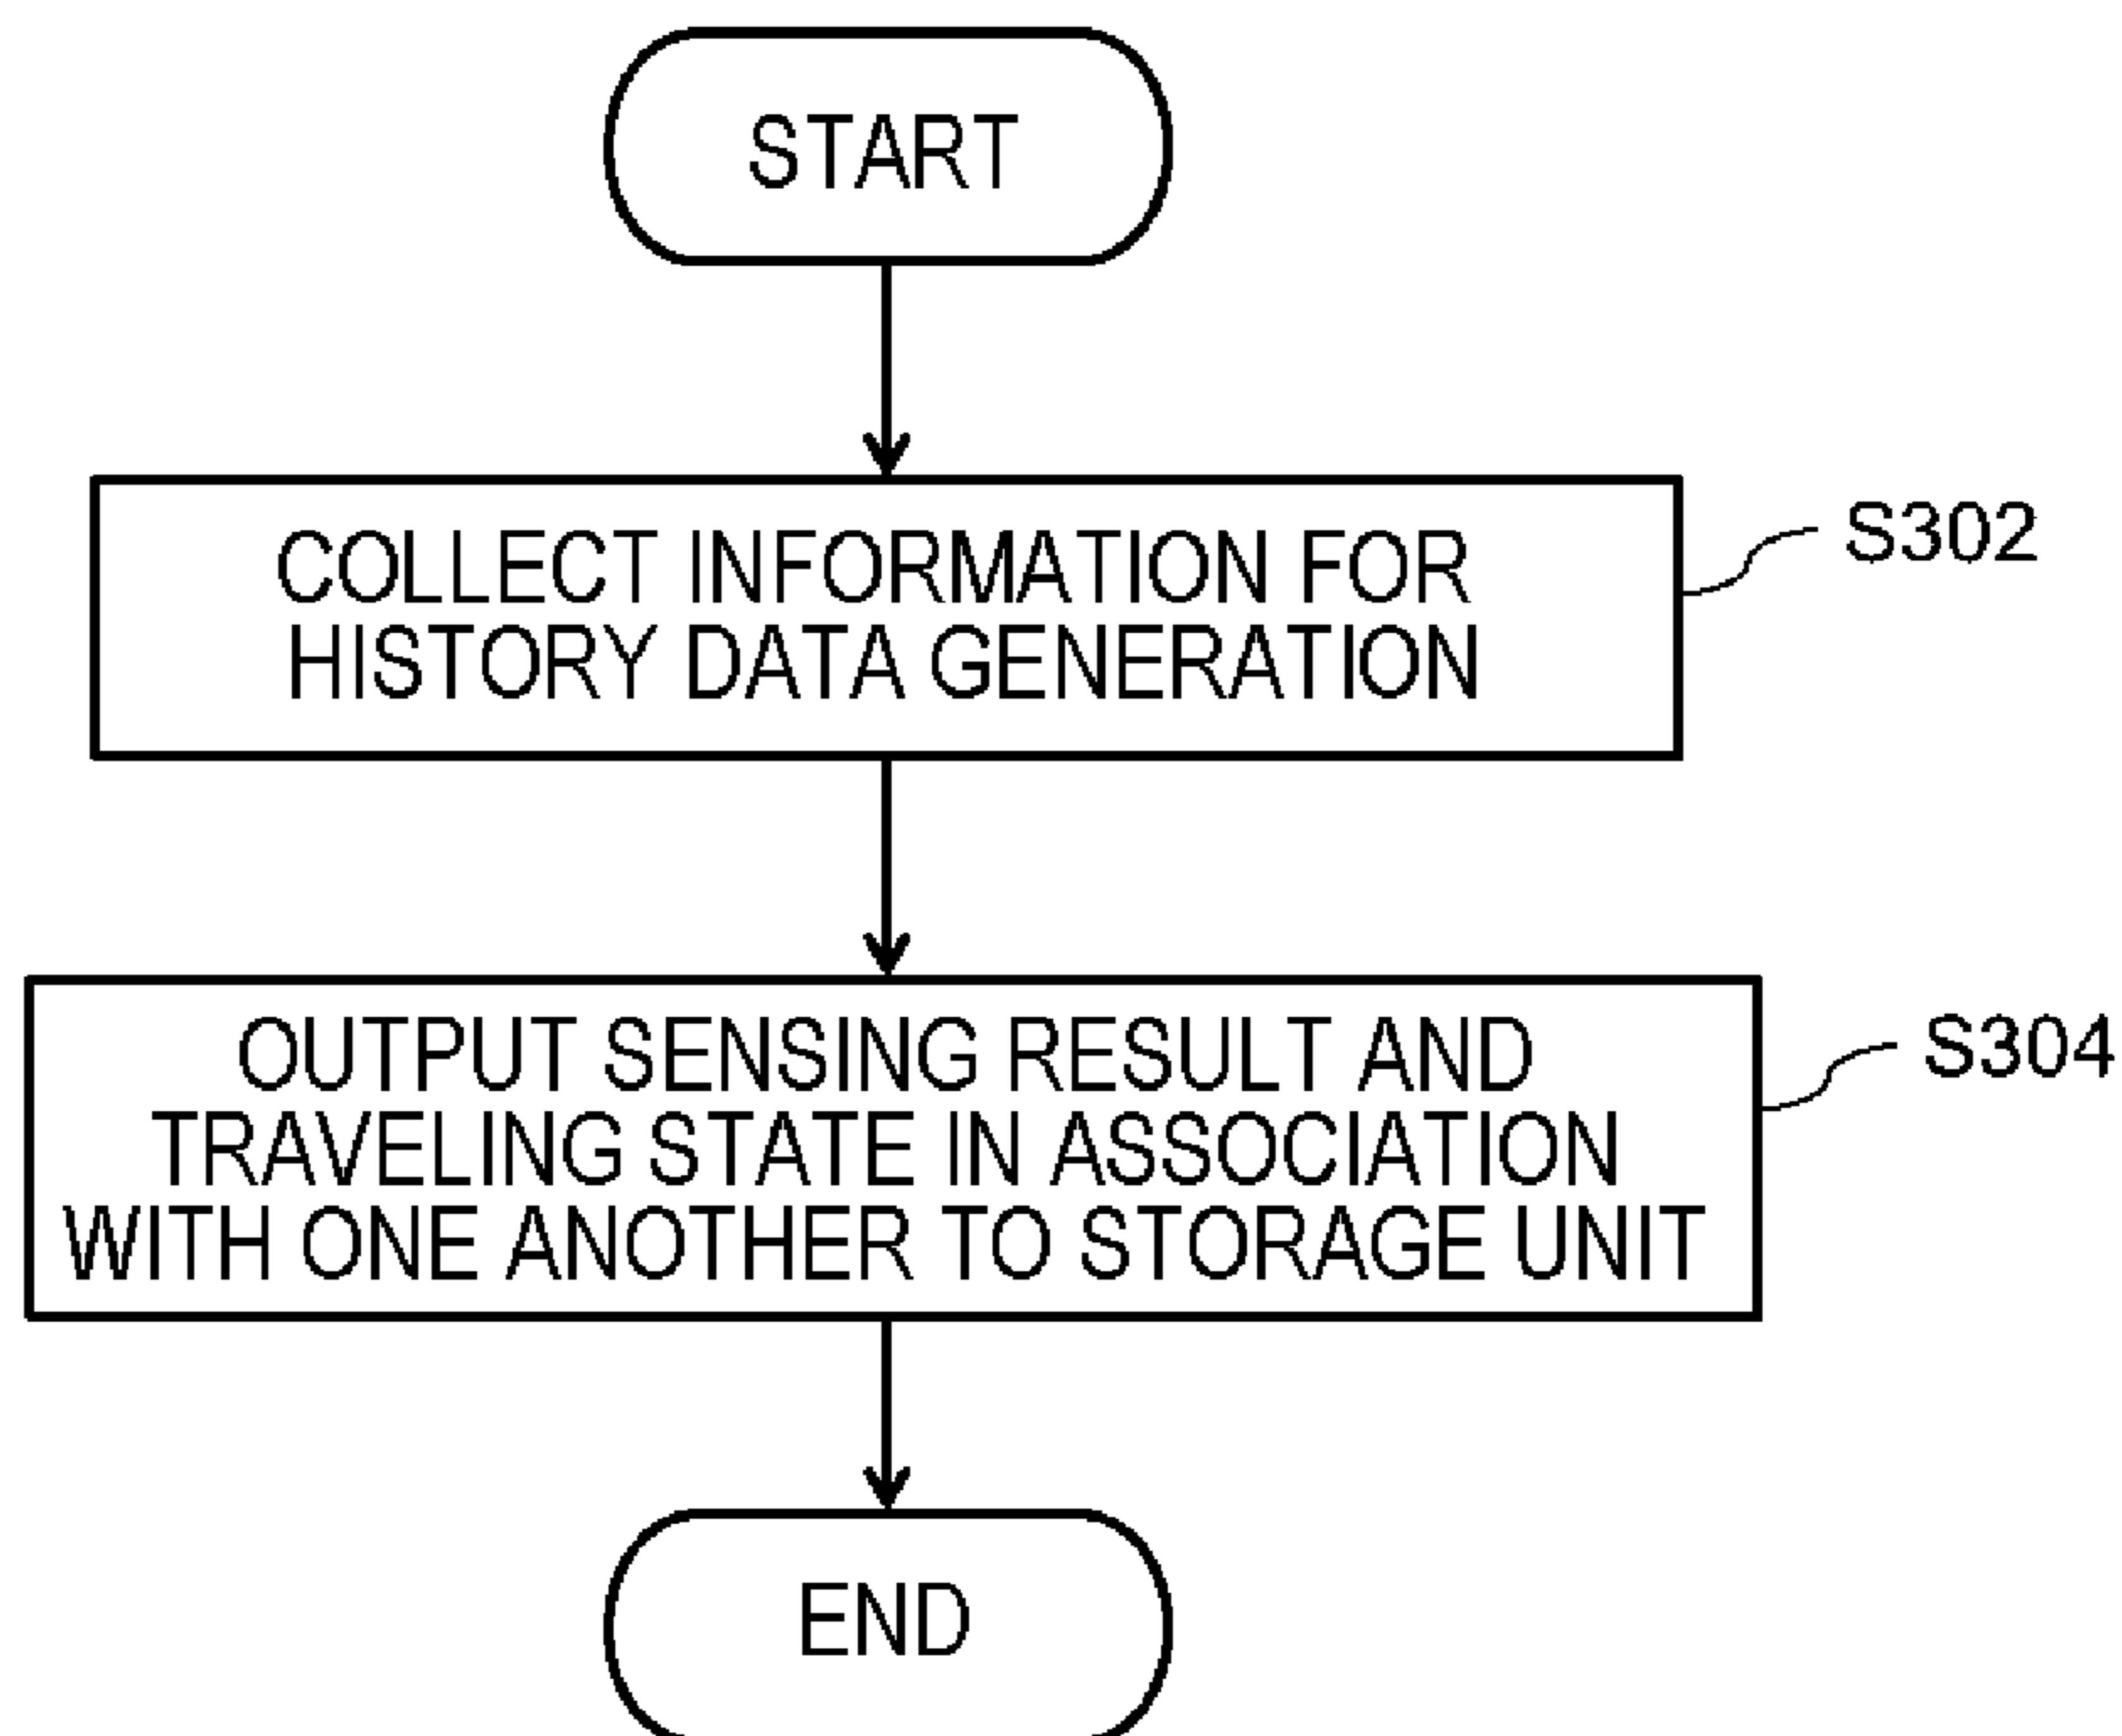 START
COLLECT INFORMATION FOR
HISTORY DATA GENERATION
S302
OUTPUT SENSING RESULT AND
TRAVELING STATE IN ASSOCIATION
WITH ONE ANOTHER TO STORAGE UNIT
S304
END